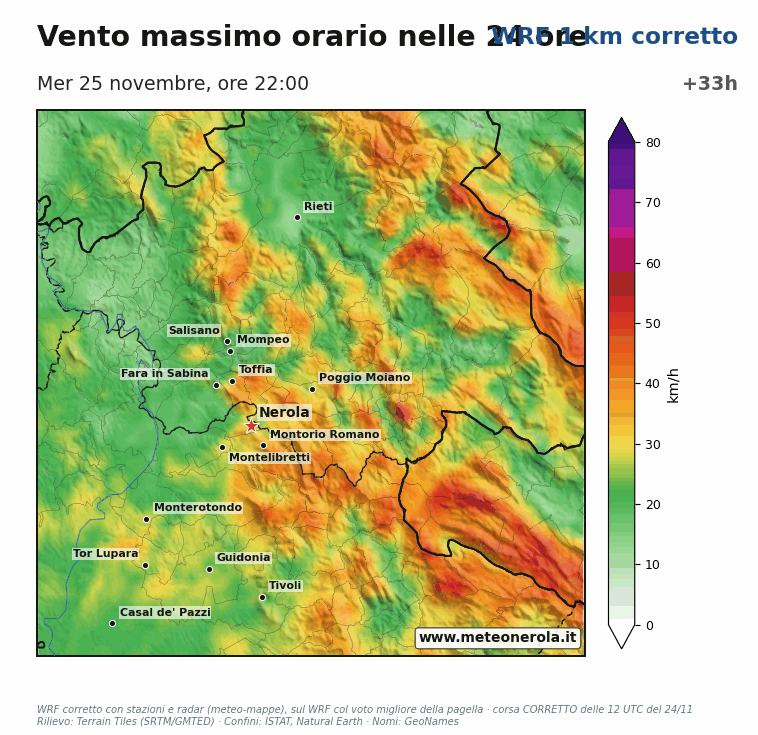 Vento massimo orario nelle 24 ore
WRF 1 km corretto
Mer 25 novembre, ore 22:00
+33h
Rieti
Salisano
Mompeo
Fara in Sabina
Toffia
Poggio Moiano
Nerola
Montorio Romano
Montelibretti
Monterotondo
Tor Lupara
Guidonia
Tivoli
Casal de' Pazzi
www.meteonerola.it
80
70
60
50
40
30
20
10
0
km/h
WRF corretto con stazioni e radar (meteo-mappe), sul WRF col voto migliore della pagella · corsa CORRETTO delle 12 UTC del 24/11
Rilievo: Terrain Tiles (SRTM/GMTED) · Confini: ISTAT, Natural Earth · Nomi: GeoNames